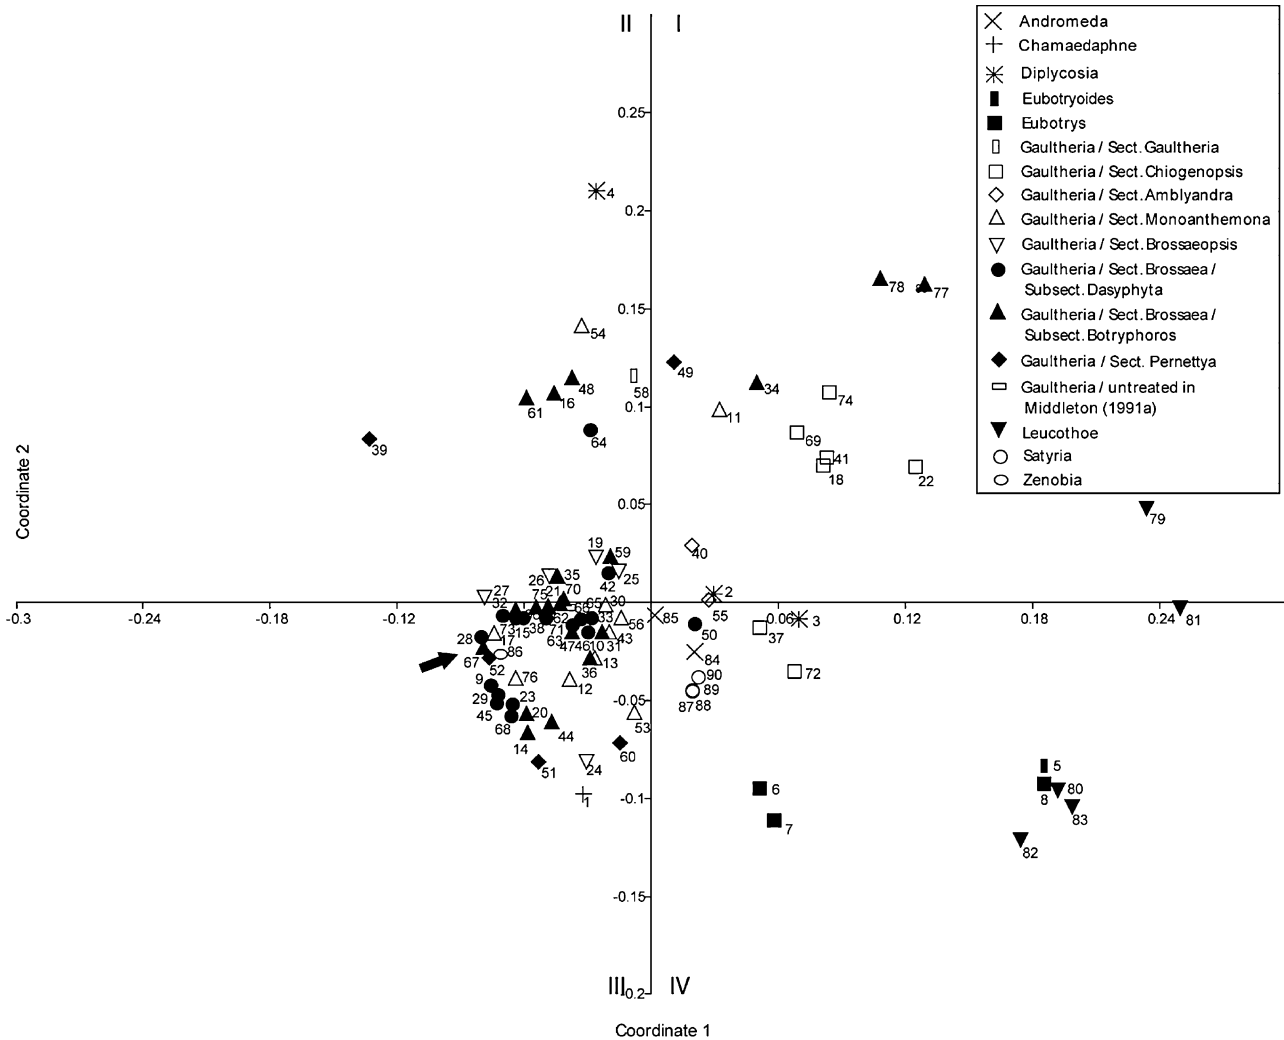 II I
Andromeda
Chamaedaphne
Diplycosia
Eubotryoides
Eubotrys
Gaultheria / Sect. Gaultheria
Gaultheria / Sect. Chiogenopsis
Gaultheria / Sect. Amblyandra
Gaultheria / Sect. Monoanthemona
Gaultheria / Sect. Brossaeopsis
Gaultheria / Sect. Brossaea /
Subsect. Dasyphyta
Gaultheria / Sect. Brossaea /
Subsect. Botryphoros
Gaultheria / Sect. Pernettya
Gaultheria / untreated in
Middleton (1991a)
Leucothoe
Satyria
Zenobia
0.25
4
0.2
78 77
0.15
54
49
34
48
58
16
61
0.1
11
74
64
69
39
41
18
22
Coordinate 2
0.05
79
19
59
40
26 35
42 25
27
75 21 70
2
32
65 30
-0.3 -0.24 -0.18 -0.12 0.06 0.12 0.18 0.24 81
85
55
3
73 15 38
62 33
56
50
37
28 17
71
63 47 46 10 31 43
67 86
84
52
36 13
72
9
76
12
90
89
29
23
-0.05
87 88
45
20
53
68
14
44
60
51
24
5
1
-0.1
6
8
80
7
83
82
-0.15
III IV
Coordinate 1